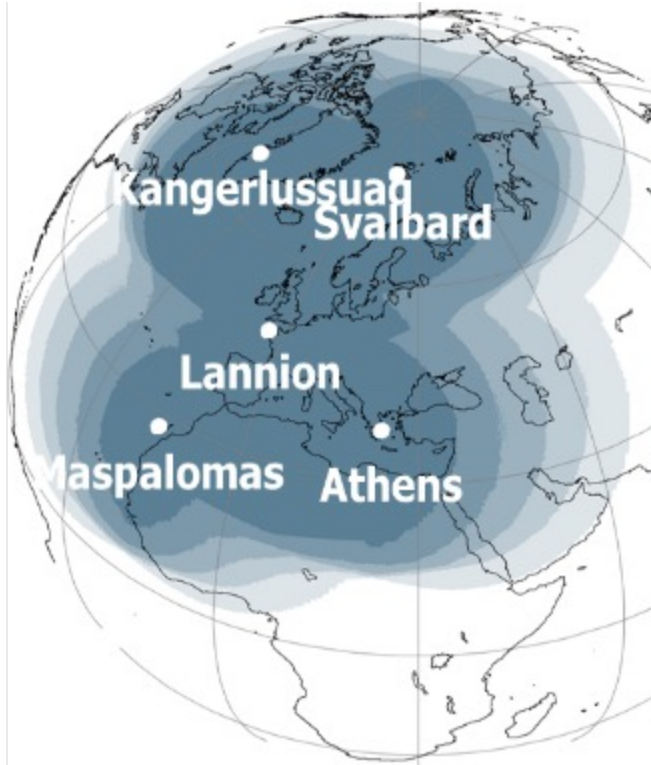 Kangerlussuaq
Svalbard
Lannion
Maspalomas
Athens